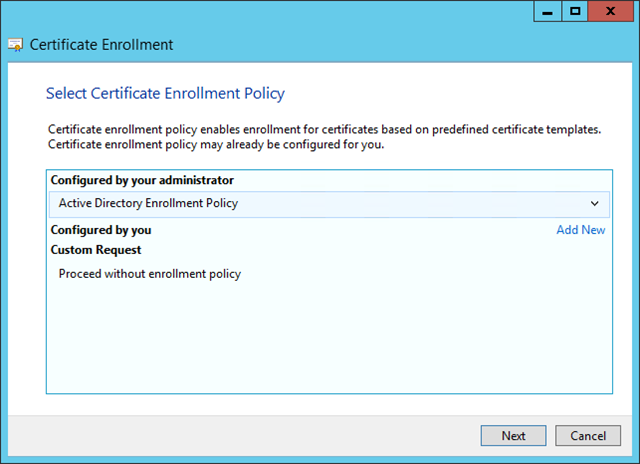 Certificate Enrollment
Select Certificate Enrollment Policy
Certificate enrollment policy enables enrollment for certificates based on predefined certificate templates.
Certificate enrollment policy may already be configured for you.
Configured by your administrator
Active Directory Enrollment Policy
Configured by you Add New
Custom Request
Proceed without enrollment policy
Next Cancel